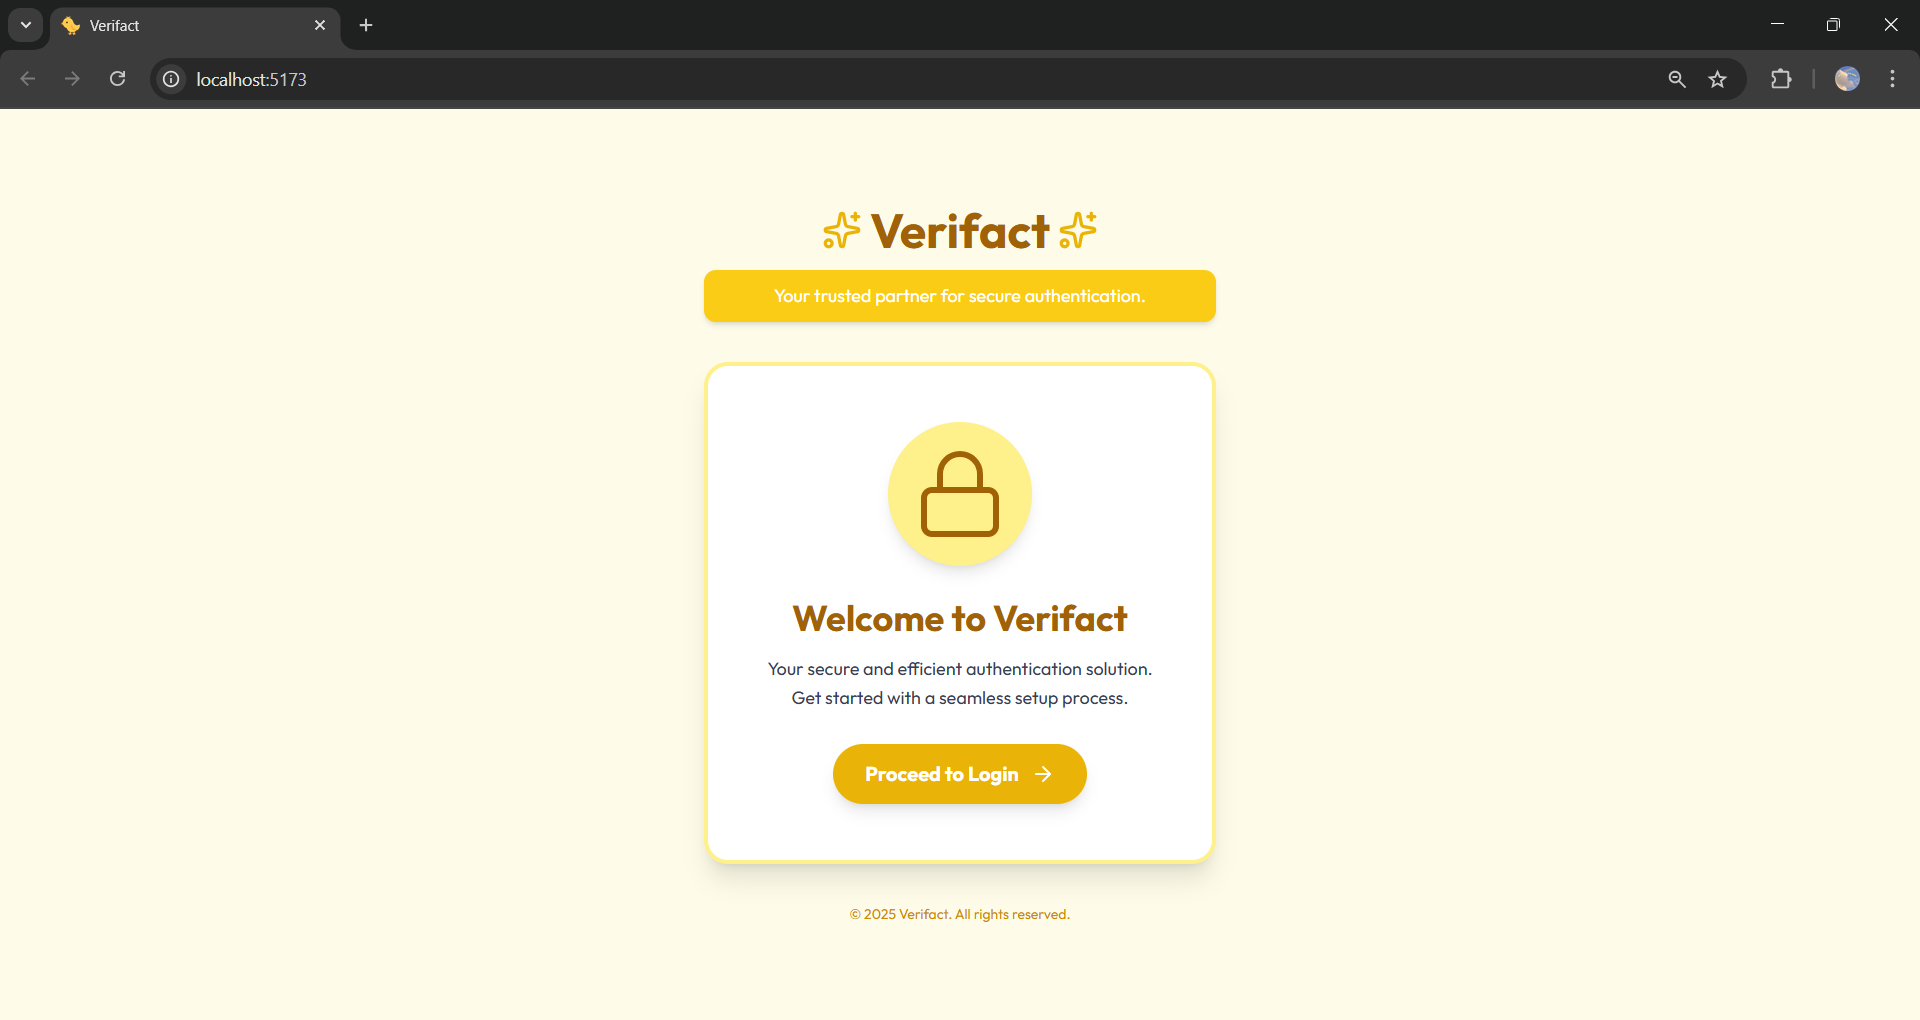 Verifact
localhost:5173
Verifact
Your trusted partner for secure authentication.
Welcome to Verifact
Your secure and efficient authentication solution.
Get started with a seamless setup process.
Proceed to Login
© 2025 Verifact. All rights reserved.